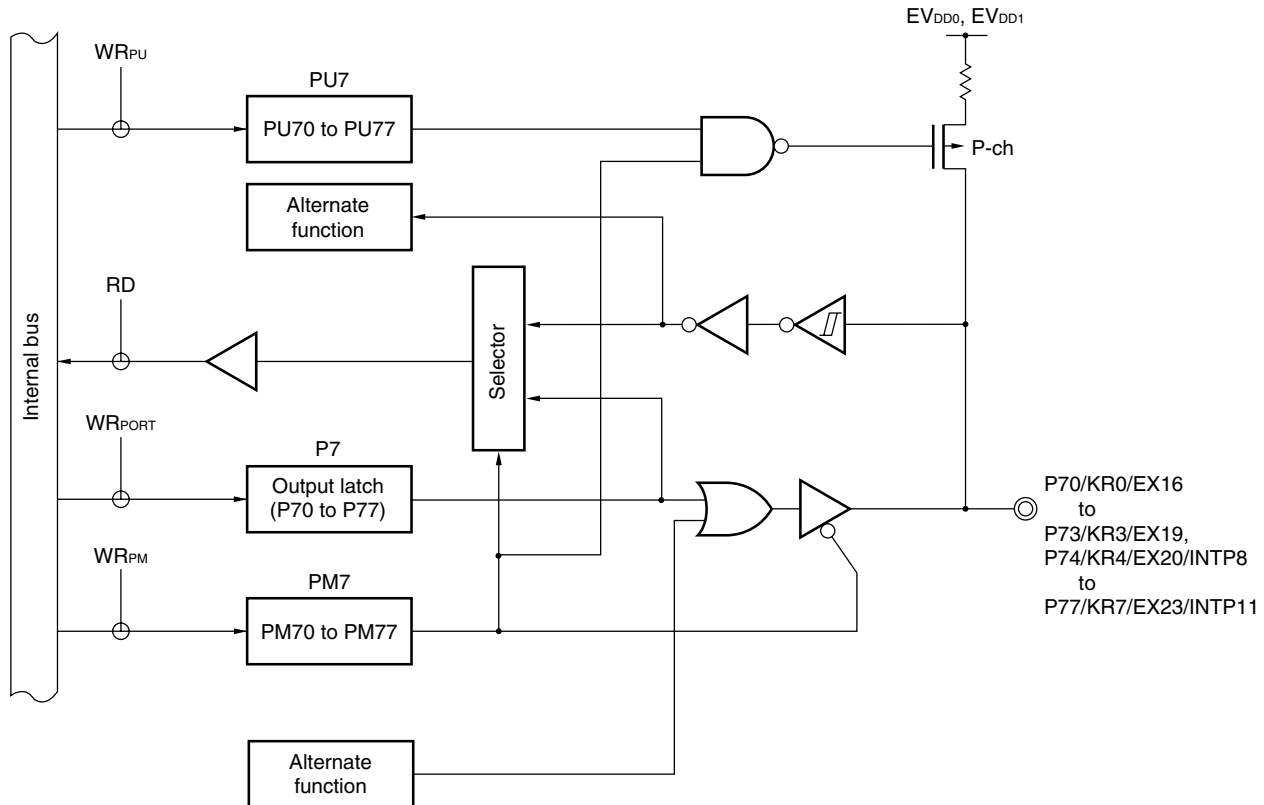 EVDD0, EVDD1
WRPU
PU7
PU70 to PU77
P-ch
Alternate
function
RD
Internal bus
Selector
WRPORT
P7
Output latch
(P70 to P77)
P70/KR0/EX16
to
P73/KR3/EX19,
P74/KR4/EX20/INTP8
to
P77/KR7/EX23/INTP11
WRPM
PM7
PM70 to PM77
Alternate
function